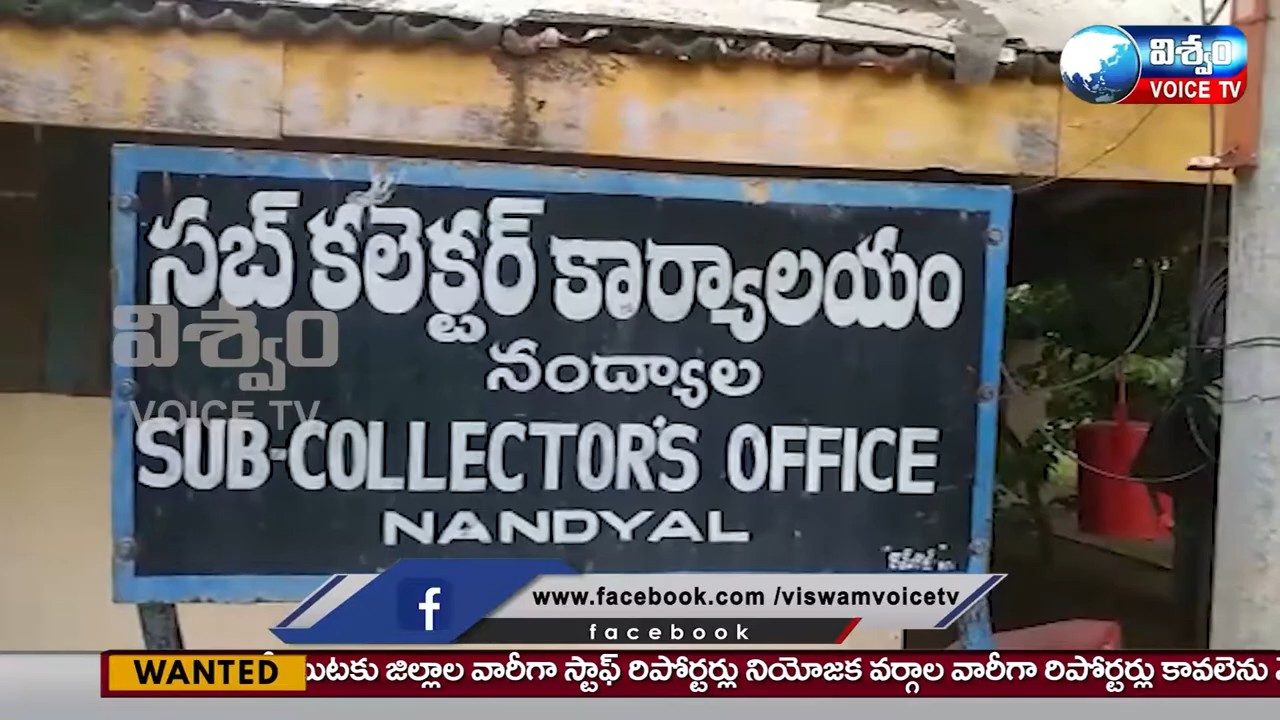 విశ్వం
VOICE TV
సబ్ కలెక్టర్ కార్యాలయం
నంద్యాల
విశ్వం
VOICE TV
SUB-COLLECTOR'S OFFICE
NANDYAL
www.facebook.com /viswamvoicetv
facebook
WANTED
జిల్లాల వారీగా స్టాఫ్ రిపోర్టర్లు నియోజక వర్గాల వారీగా రిపోర్టర్లు కావలెను